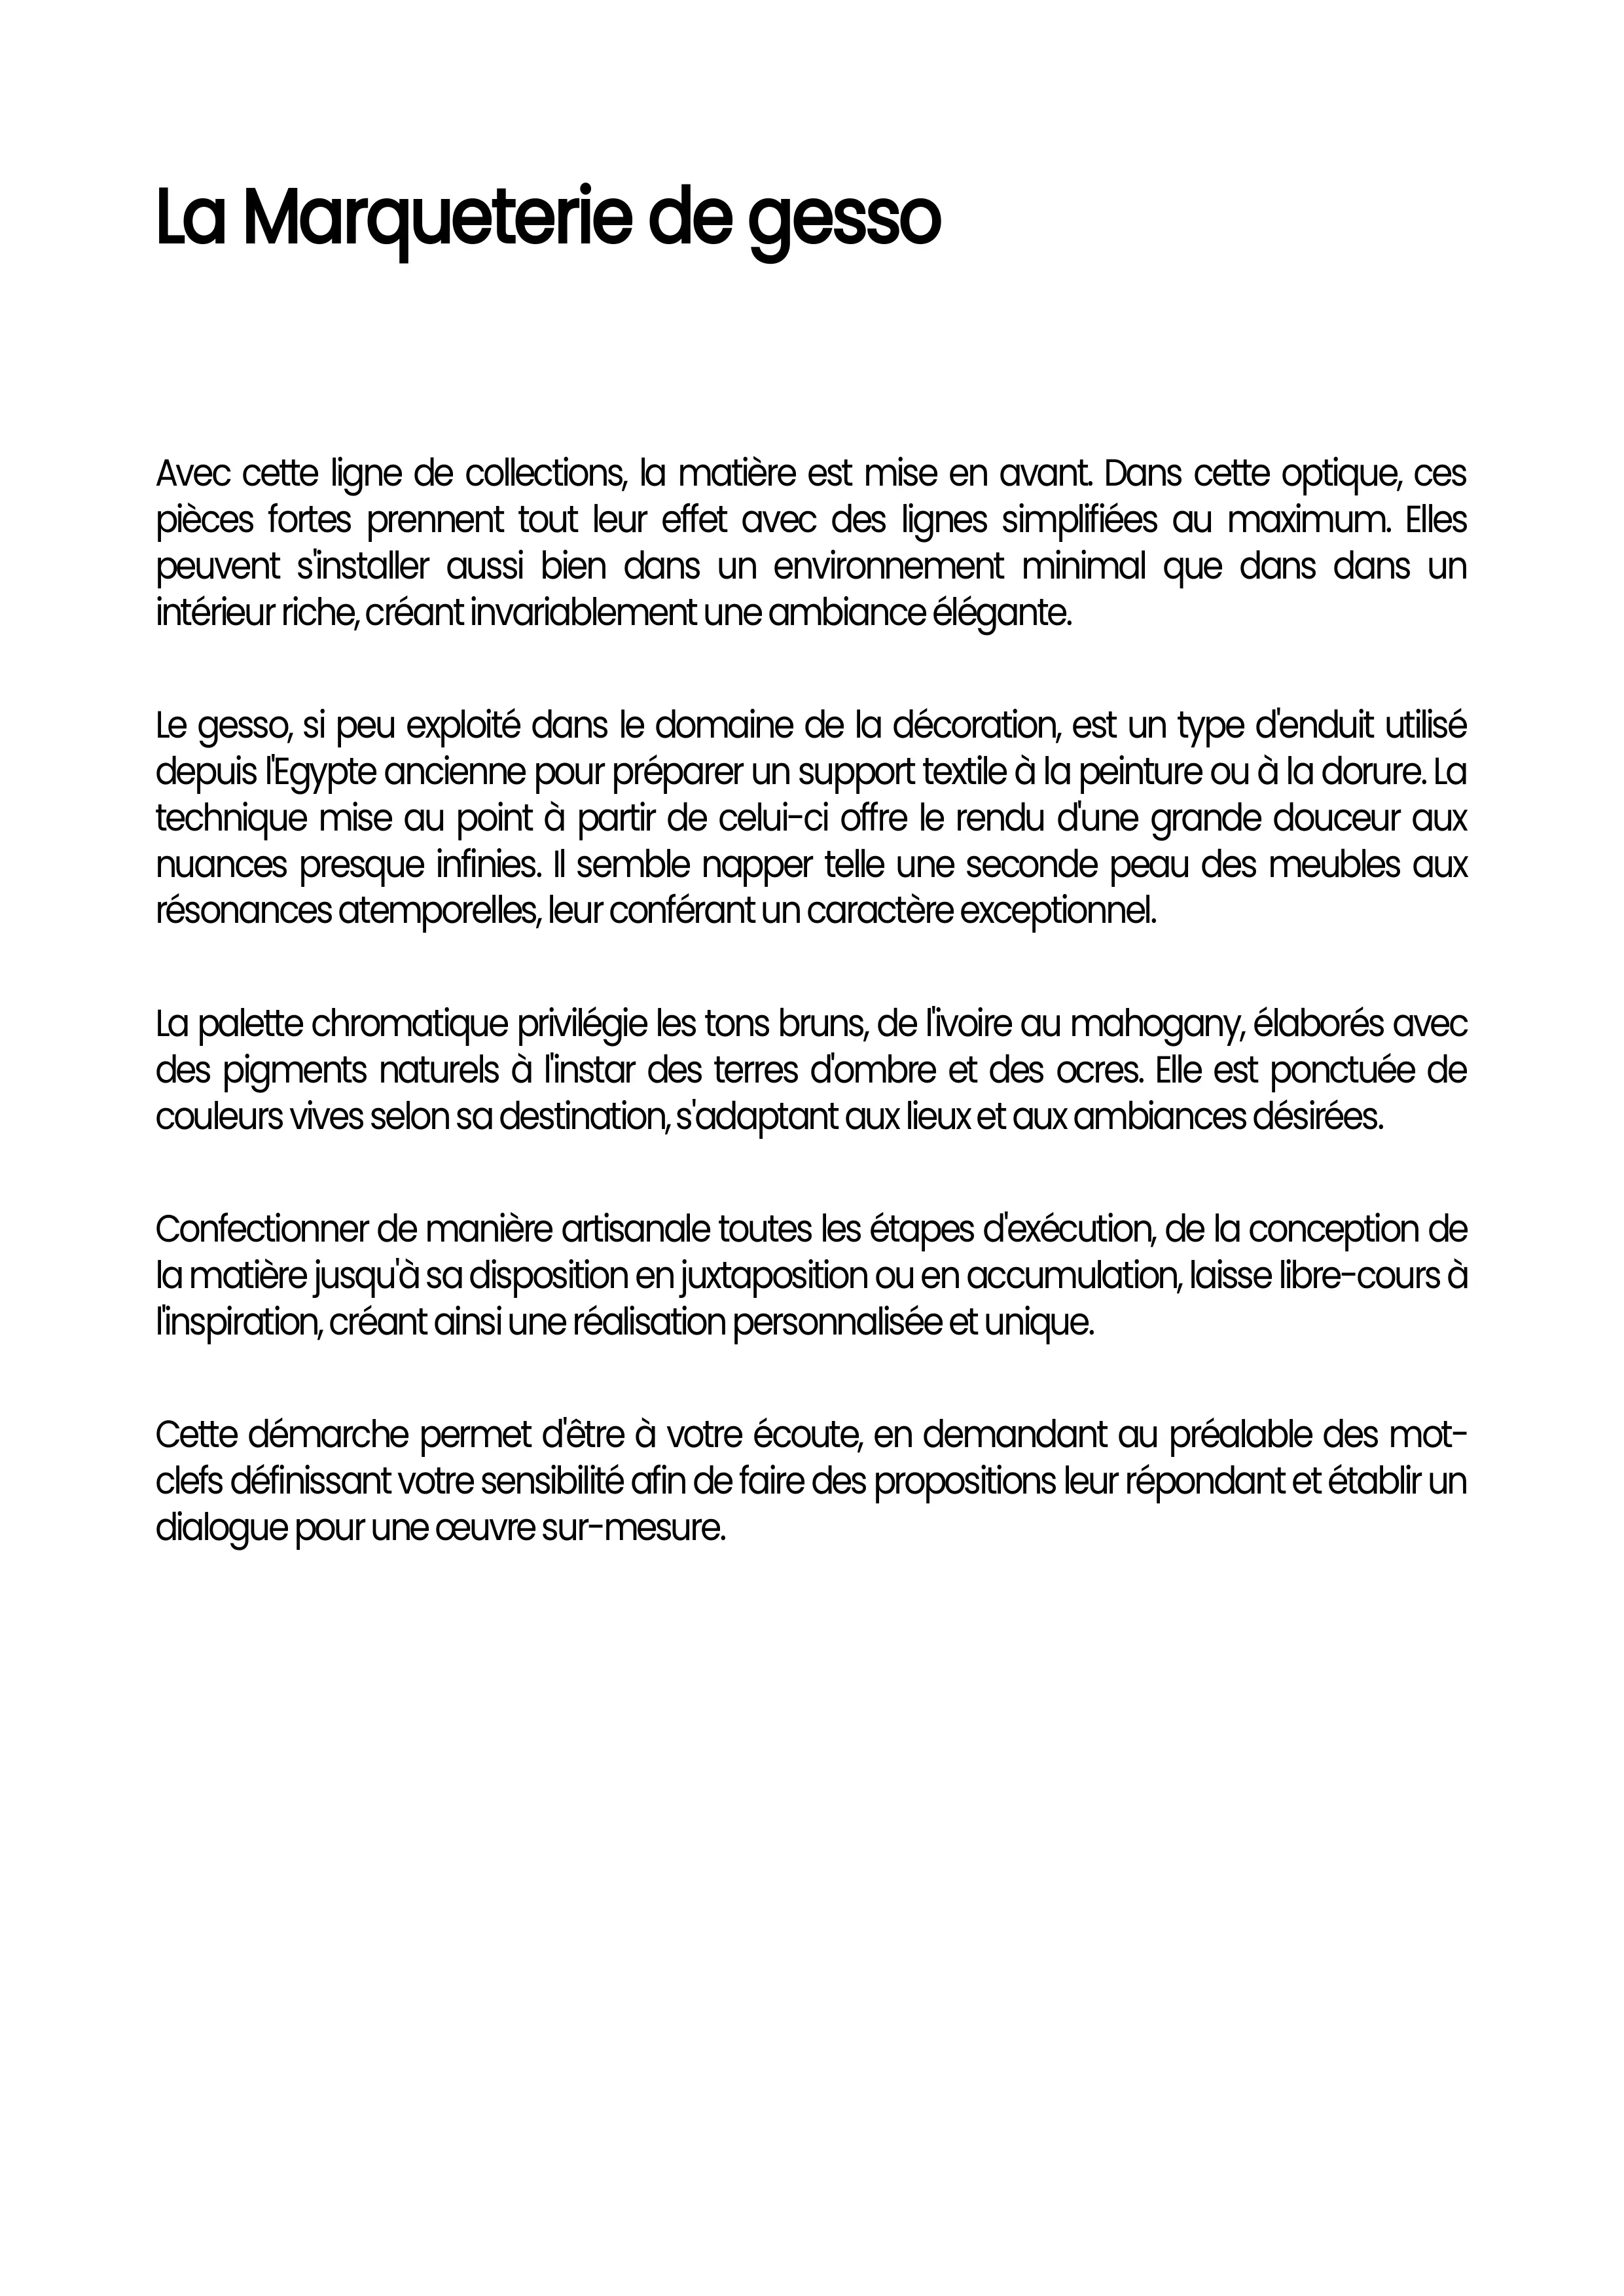 La Marqueterie de gesso
Avec cette ligne de collections, la matière est mise en avant. Dans cette optique, ces
pièces fortes prennent tout leur effet avec des lignes simplifiées au maximum. Elles
peuvent s'installer aussi bien dans un environnement minimal que dans dans un
intérieur riche, créant invariablement une ambiance élégante.
Le gesso, si peu exploité dans le domaine de la décoration, est un type d'enduit utilisé
depuis l'Egypte ancienne pour préparer un support textile à la peinture ou à la dorure. La
technique mise au point à partir de celui-ci offre le rendu d'une grande douceur aux
nuances presque infinies. Il semble napper telle une seconde peau des meubles aux
résonances atemporelles, leur conférant un caractère exceptionnel.
La palette chromatique privilégie les tons bruns, de l'ivoire au mahogany, élaborés avec
des pigments naturels à l'instar des terres d'ombre et des ocres. Elle est ponctuée de
couleurs vives selon sa destination, s'adaptant aux lieux et aux ambiances désirées.
Confectionner de manière artisanale toutes les étapes d'exécution, de la conception de
la matière jusqu'à sa disposition en juxtaposition ou en accumulation, laisse libre-cours à
l'inspiration, créant ainsi une réalisation personnalisée et unique.
Cette démarche permet d'être à votre écoute, en demandant au préalable des mot-
clefs définissant votre sensibilité afin de faire des propositions leur répondant et établir un
dialogue pour une œuvre sur-mesure.